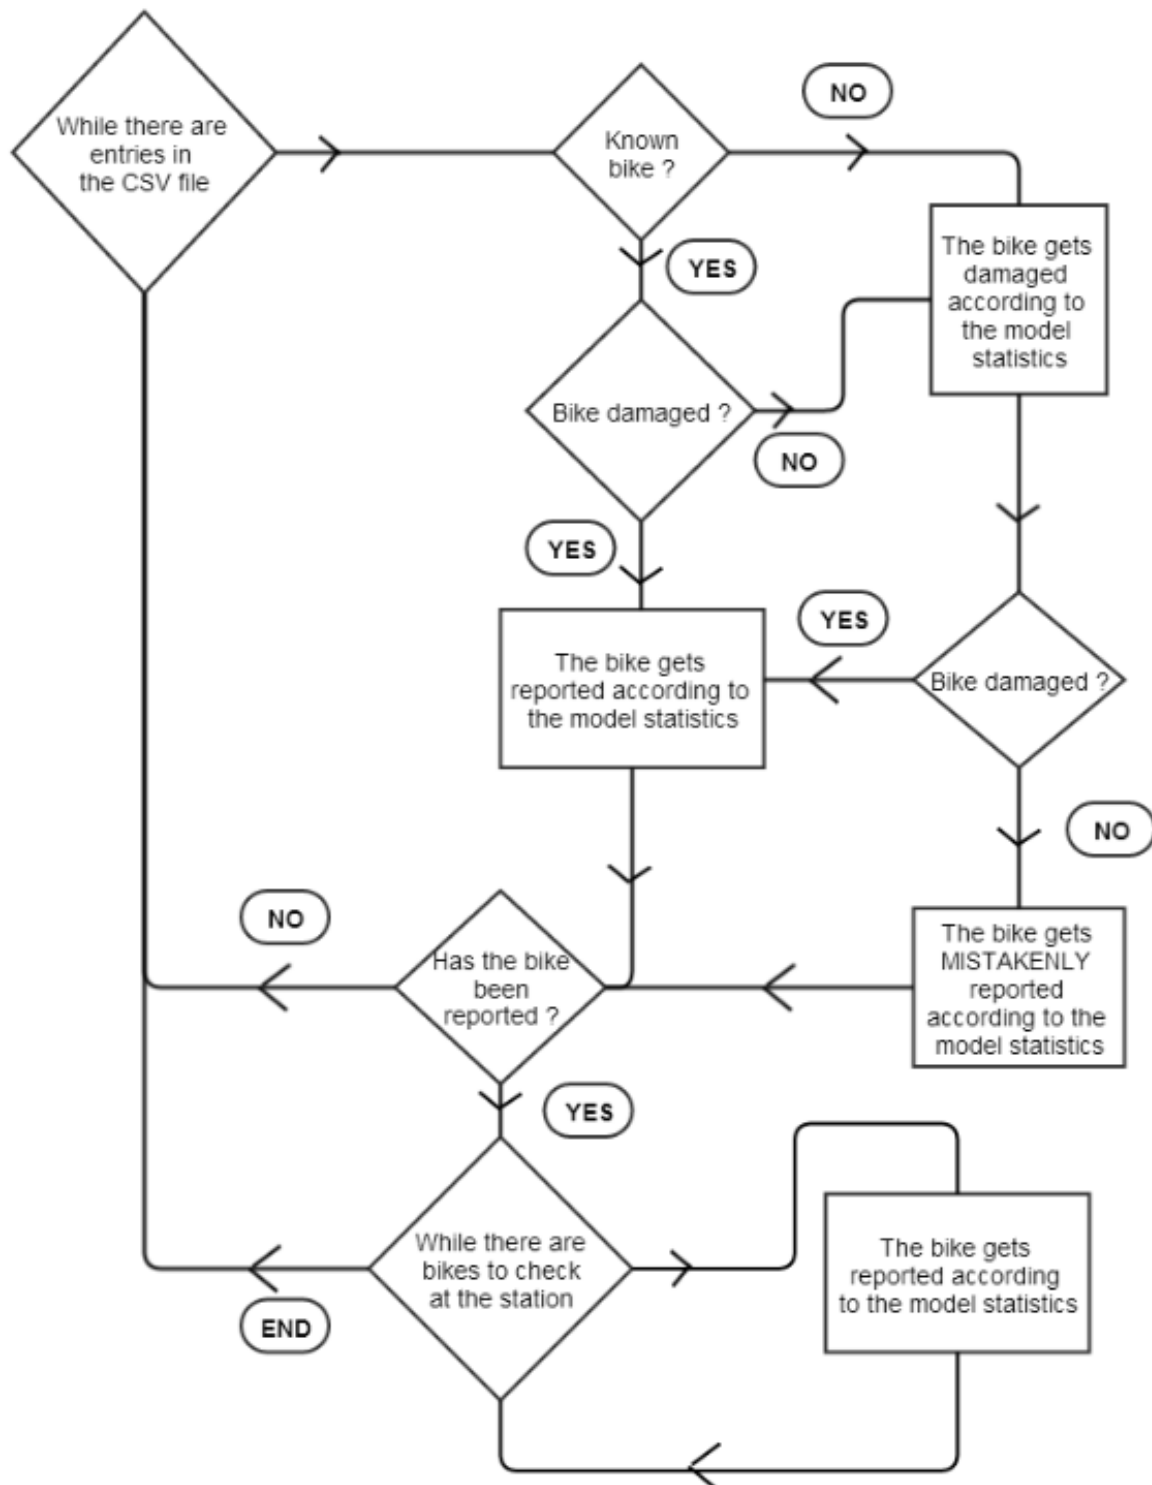 While there are
entries in
the CSV file
Known
bike ?
NO
YES
The bike gets
damaged
according to
the model
statistics
Bike damaged ?
NO
YES
The bike gets
reported according to
the model statistics
YES
Bike damaged ?
NO
The bike gets
MISTAKENLY
reported
according to the
model statistics
Has the bike
been
reported ?
NO
YES
While there are
bikes to check
at the station
END
The bike gets
reported according
to the model statistics